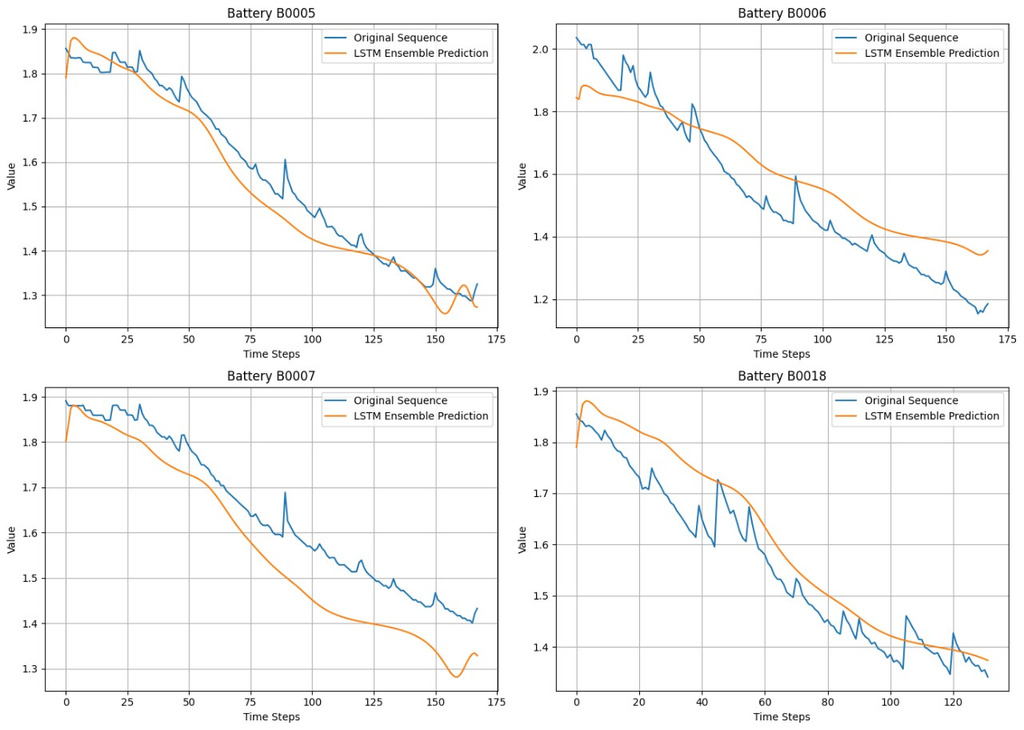 Battery B0005
Original Sequence
LSTM Ensemble Prediction
1.9
1.8
1.7
1.6
1.5
1.4
1.3
Value
0 25 50 75 100 125 150 175
Time Steps
Battery B0006
Original Sequence
LSTM Ensemble Prediction
2.0
1.8
1.6
1.4
1.2
Value
0 25 50 75 100 125 150 175
Time Steps
Battery B0007
Original Sequence
LSTM Ensemble Prediction
1.9
1.8
1.7
1.6
1.5
1.4
1.3
Value
0 25 50 75 100 125 150 175
Time Steps
Battery B0018
Original Sequence
LSTM Ensemble Prediction
1.9
1.8
1.7
1.6
1.5
1.4
Value
0 20 40 60 80 100 120
Time Steps